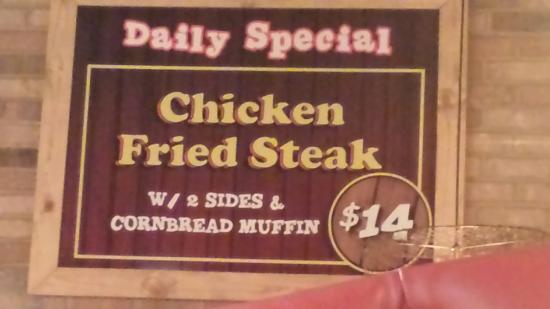 Daily Special
Chicken
Fried Steak
W/ 2 SIDES &
CORNBREAD MUFFIN
$14